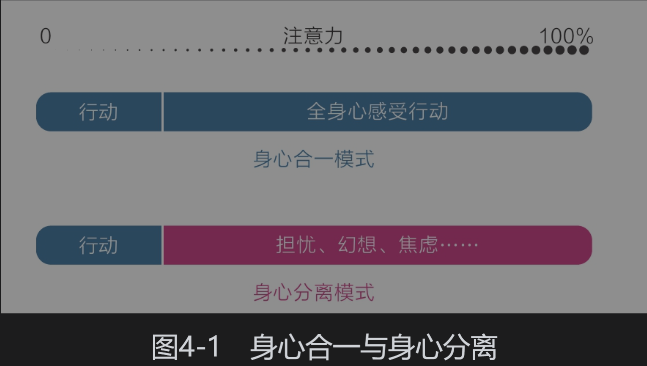 0 注意力 100%
行动 全身心感受行动
身心合一模式
行动 担忧、幻想、焦虑……
身心分离模式
图4-1 身心合一与身心分离